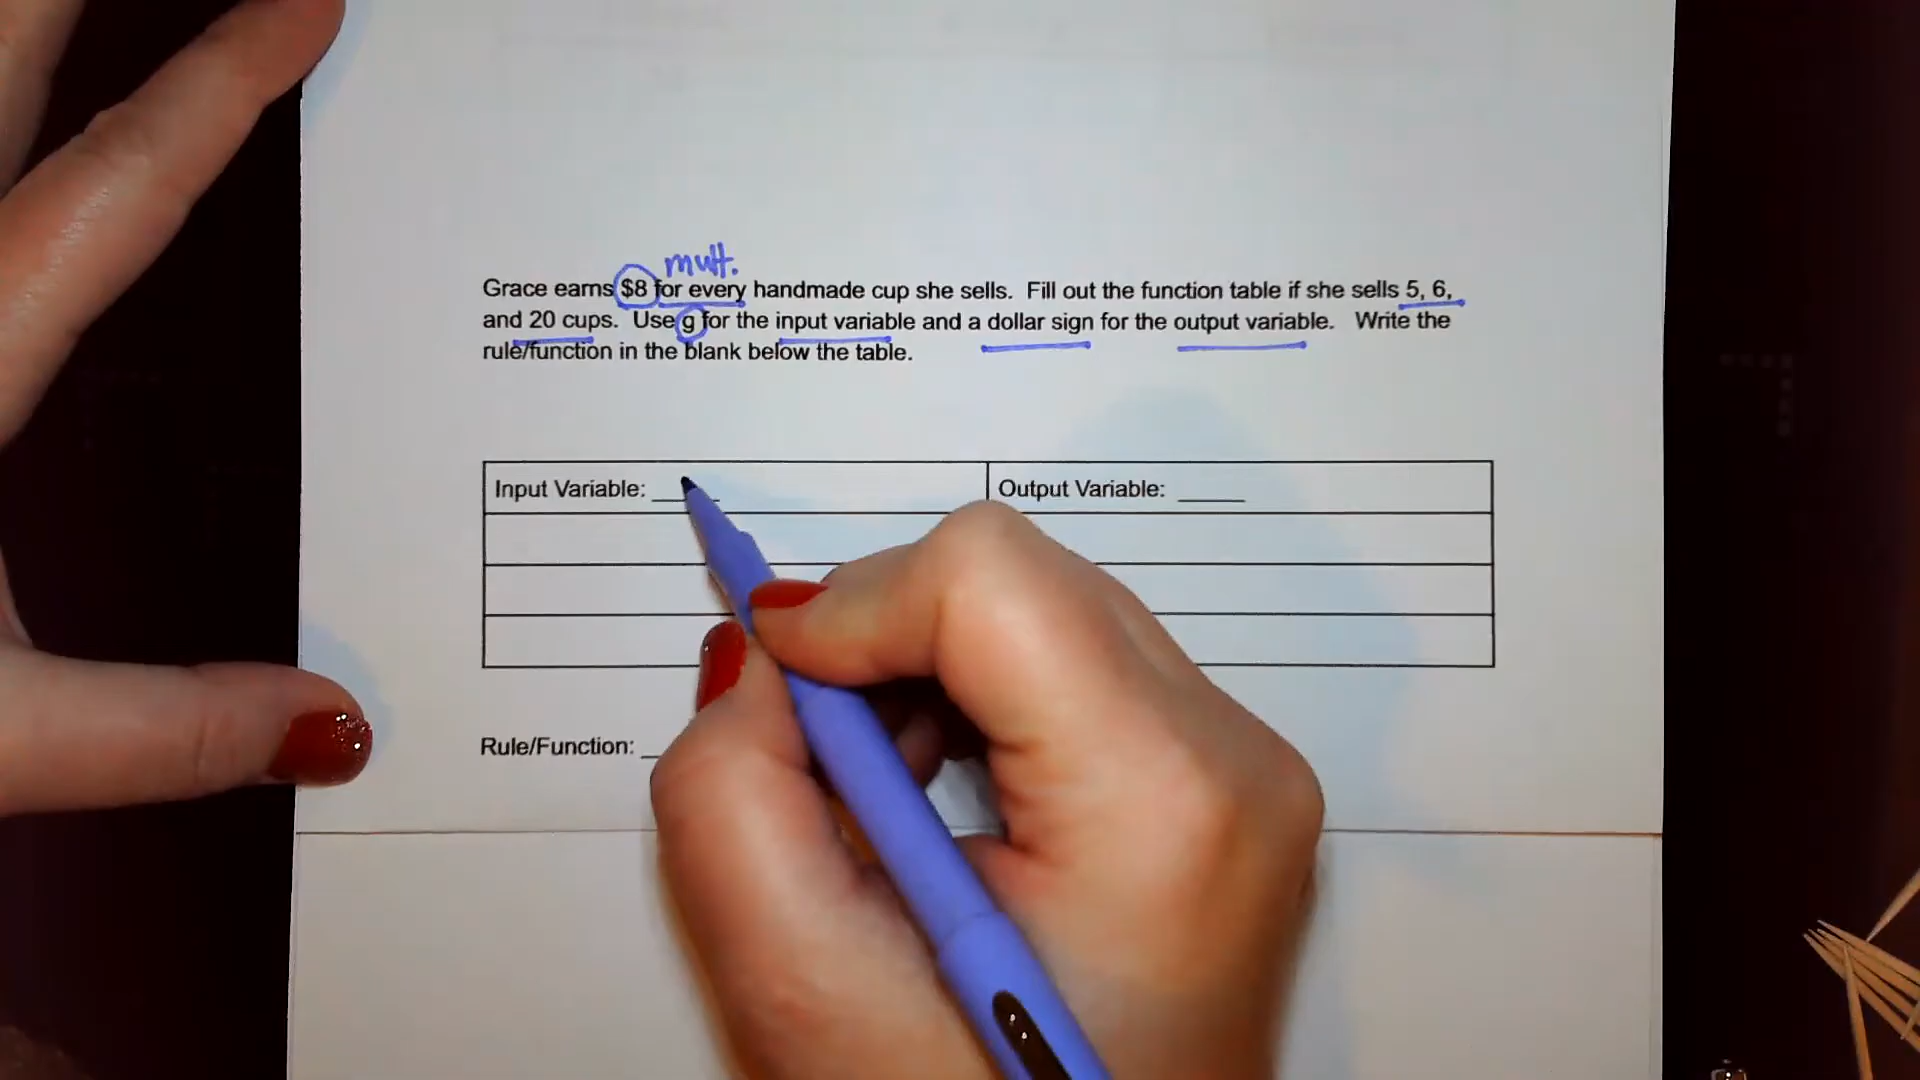 mult.
Grace earns $8 for every handmade cup she sells. Fill out the function table if she sells 5, 6,
and 20 cups. Use g for the input variable and a dollar sign for the output variable. Write the
rule/function in the blank below the table.
Input Variable: _____ Output Variable: _____
Rule/Function: _